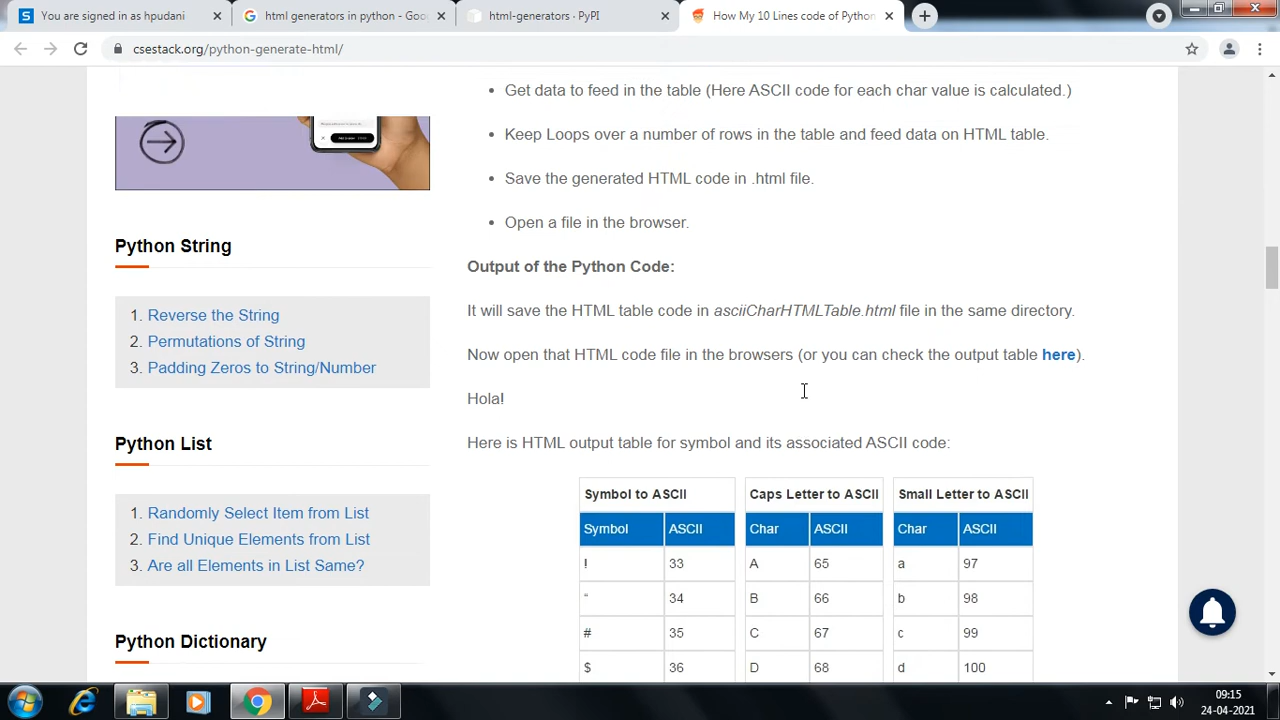 You are signed in as hpudani
html generators in python - Goo
html-generators · PyPI
How My 10 Lines code of Python
csestack.org/python-generate-html/
Get data to feed in the table (Here ASCII code for each char value is calculated.)
Keep Loops over a number of rows in the table and feed data on HTML table.
Save the generated HTML code in .html file.
Open a file in the browser.
Output of the Python Code:
It will save the HTML table code in asciiCharHTMLTable.html file in the same directory.
Now open that HTML code file in the browsers (or you can check the output table here).
Hola!
Here is HTML output table for symbol and its associated ASCII code:
Symbol to ASCII
Symbol ASCII
! 33
“ 34
# 35
$ 36
Caps Letter to ASCII
Char ASCII
A 65
B 66
C 67
D 68
Small Letter to ASCII
Char ASCII
a 97
b 98
c 99
d 100
Python String
1. Reverse the String
2. Permutations of String
3. Padding Zeros to String/Number
Python List
1. Randomly Select Item from List
2. Find Unique Elements from List
3. Are all Elements in List Same?
Python Dictionary
09:15
24-04-2021